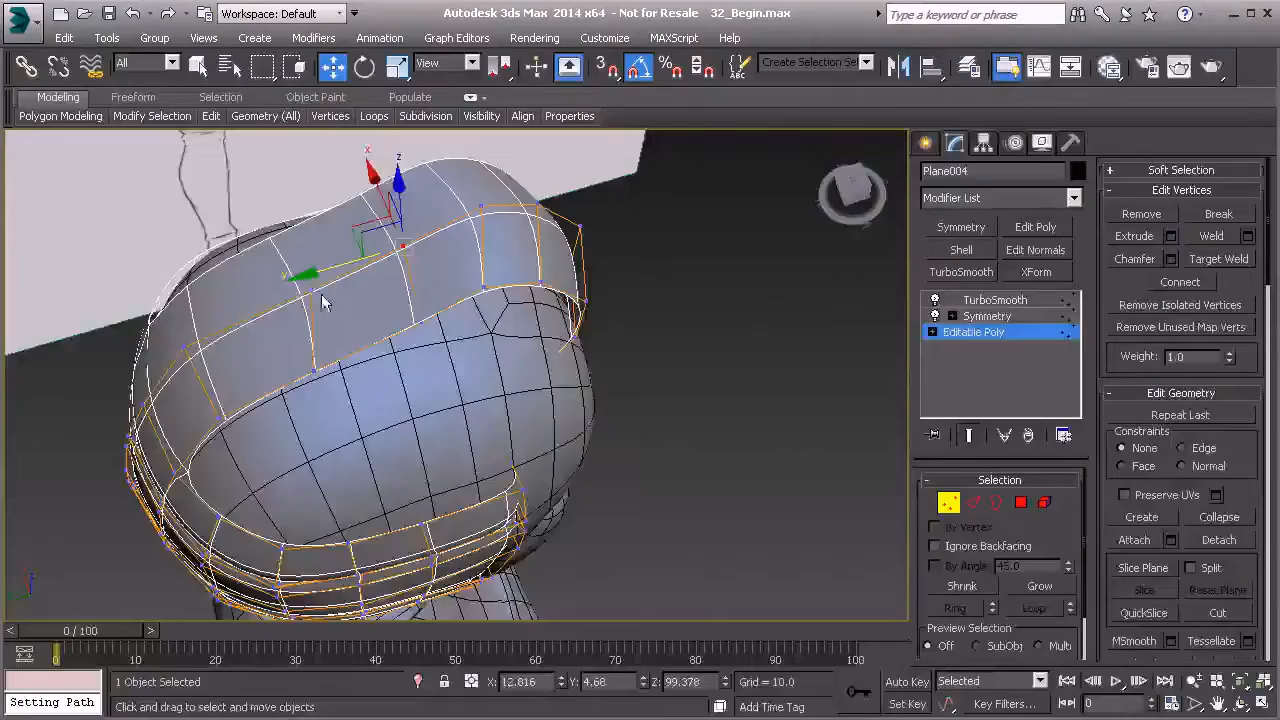 Workspace: Default
Autodesk 3ds Max  2014 x64  - Not for Resale   32_Begin.max
Type a keyword or phrase
Edit Tools Group Views Create Modifiers Animation Graph Editors Rendering Customize MAXScript Help
All View Create Selection Se
Modeling Freeform Selection Object Paint Populate
Polygon Modeling Modify Selection Edit Geometry (All) Vertices Loops Subdivision Visibility Align Properties
x z
Plane004
Modifier List
Symmetry Edit Poly
Shell Edit Normals
TurboSmooth XForm
TurboSmooth
Symmetry
Editable Poly
Selection
By Vertex
Ignore Backfacing
By Angle: 45.0
Shrink Grow
Ring Loop
Preview Selection
Off SubObj Multi
Soft Selection
Edit Vertices
Remove Break
Extrude Weld
Chamfer Target Weld
Connect
Remove Isolated Vertices
Remove Unused Map Verts
Weight: 1.0
Edit Geometry
Repeat Last
Constraints
None Edge
Face Normal
Preserve UVs
Create Collapse
Attach Detach
Slice Plane Split
Slice Reset Plane
QuickSlice Cut
MSmooth Tessellate
0 / 100
0 10 20 30 40 50 60 70 80 90 100
Setting Path
1 Object Selected
X: 12.816 Y: 4.68 Z: 99.378 Grid = 10.0
Click and drag to select and move objects
Add Time Tag
Auto Key Selected
Set Key Key Filters... 0